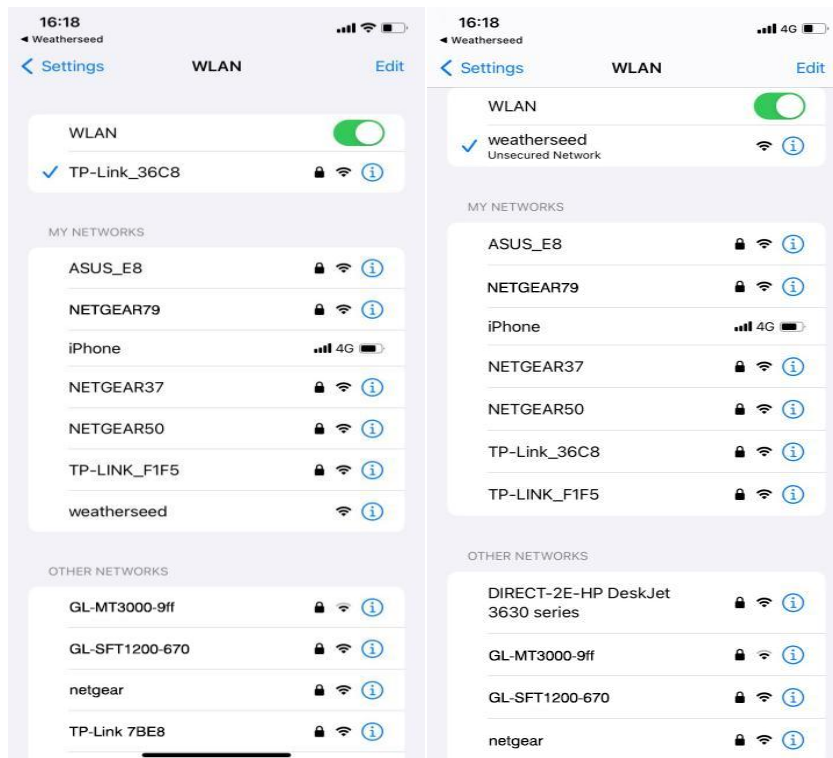 16:18
◄ Weatherseed
Settings WLAN Edit
WLAN
TP-Link_36C8
MY NETWORKS
ASUS_E8
NETGEAR79
iPhone 4G
NETGEAR37
NETGEAR50
TP-LINK_F1F5
weatherseed
OTHER NETWORKS
GL-MT3000-9ff
GL-SFT1200-670
netgear
TP-Link 7BE8
16:18 4G
◄ Weatherseed
Settings WLAN Edit
WLAN
weatherseed
Unsecured Network
MY NETWORKS
ASUS_E8
NETGEAR79
iPhone 4G
NETGEAR37
NETGEAR50
TP-Link_36C8
TP-LINK_F1F5
OTHER NETWORKS
DIRECT-2E-HP DeskJet
3630 series
GL-MT3000-9ff
GL-SFT1200-670
netgear